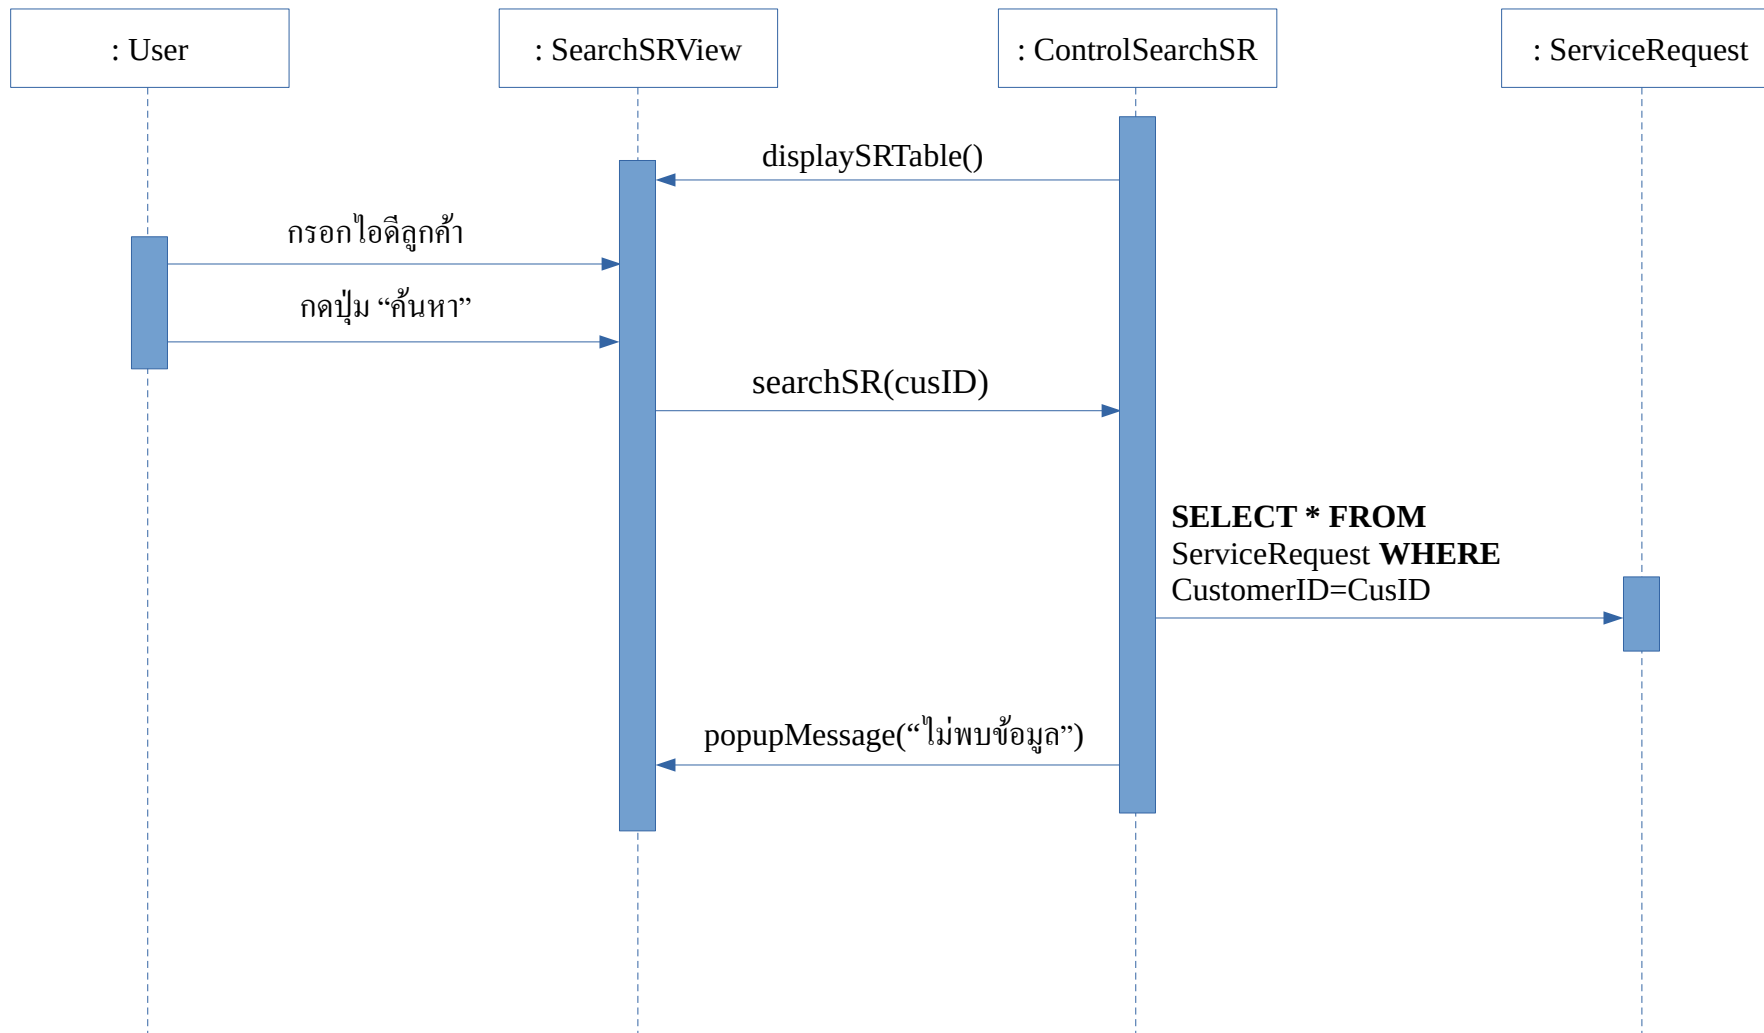 : User
: SearchSRView
: ControlSearchSR
: ServiceRequest
displaySRTable()
กรอกไอดีลูกค้า
กดปุ่ม “ค้นหา”
searchSR(cusID)
SELECT * FROM
ServiceRequest WHERE
CustomerID=CusID
popupMessage(“ไม่พบข้อมูล”)